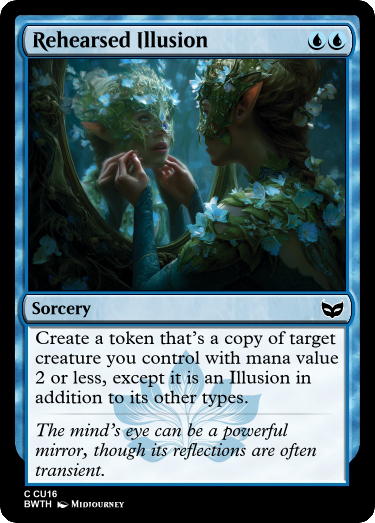 Rehearsed Illusion
Sorcery
Create a token that's a copy of target
creature you control with mana value
2 or less, except it is an Illusion in
addition to its other types.
The mind's eye can be a powerful
mirror, though its reflections are often
transient.
C CU16
BWTH Midjourney